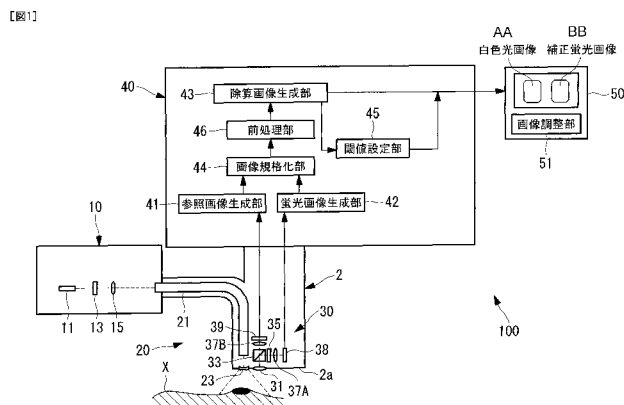 [図1]
AA
白色光画像
BB
補正蛍光画像
40
43
除算画像生成部
50
46
前処理部
45
閾値設定部
画像調整部
51
44
画像規格化部
41
参照画像生成部
蛍光画像生成部
42
10
2
11
13
15
21
30
39
35
100
37B
33
38
20
23
31
37A
2a
X